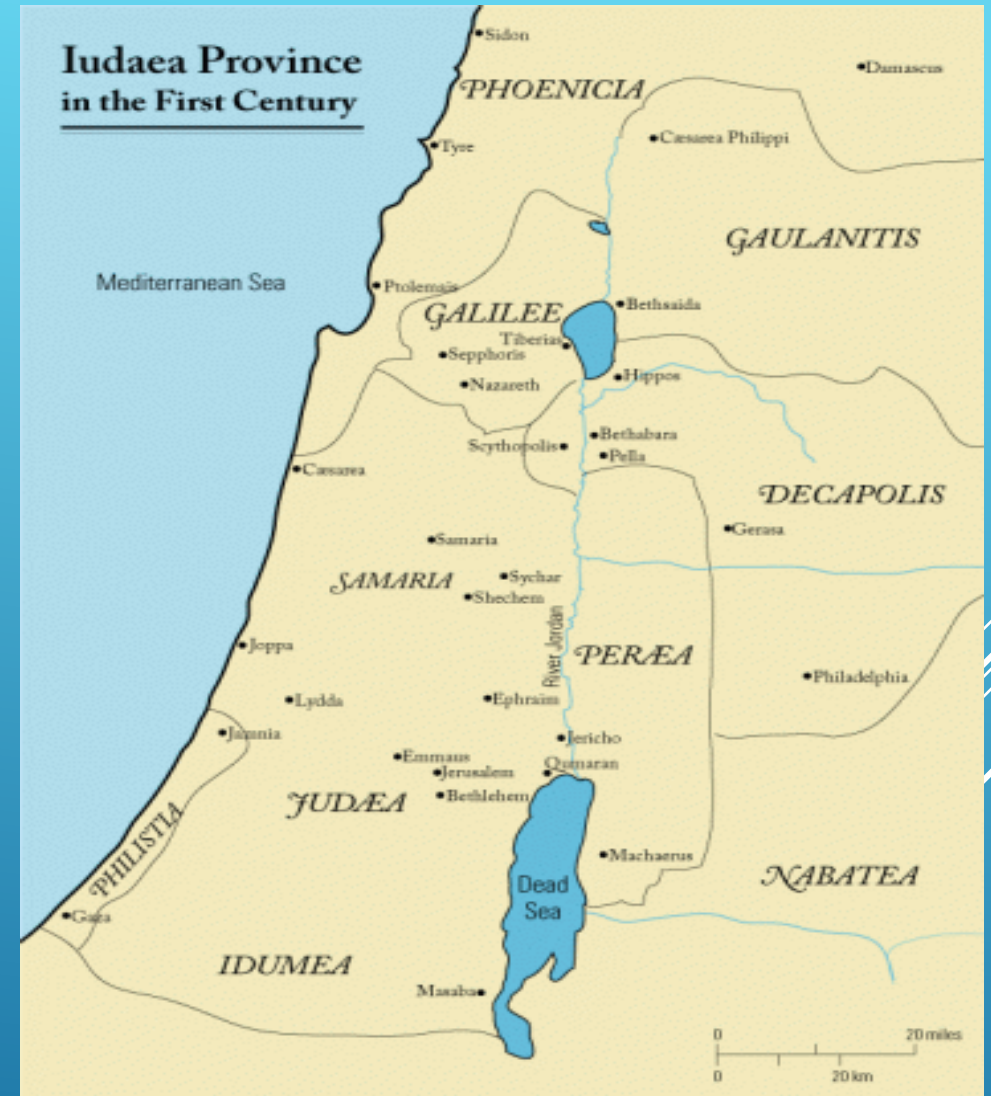 Iudaea Province
in the First Century
Sidon
Damascus
PHOENICIA
Cæsarea Philippi
Tyre
GAULANITIS
Mediterranean Sea
Ptolemais
Bethsaida
GALILEE
Tiberias
Sepphoris
Hippos
Nazareth
Bethabara
Scythopolis
Pella
Cæsarea
DECAPOLIS
Gerasa
Samaria
Sychar
SAMARIA
Shechem
River Jordan
Joppa
PERÆA
Philadelphia
Lydda
Ephraim
Jamnia
Jericho
Emmaus
Qumaran
Jerusalem
Bethlehem
JUDÆA
PHILISTIA
Machaerus
NABATEA
Dead
Sea
Gaza
IDUMEA
Masaba
0 20 miles
0 20 km